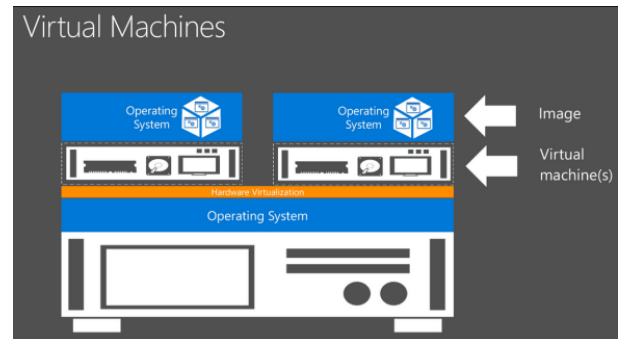 Virtual Machines
Operating
System
Operating
System
Image
Virtual
machine(s)
Hardware Virtualization
Operating System